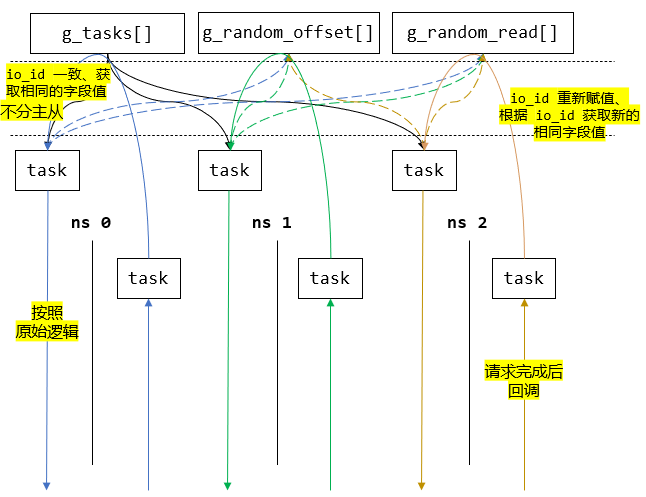 g_tasks[]
g_random_offset[]
g_random_read[]
io_id 一致、获
取相同的字段值
不分主从
io_id 重新赋值、
根据 io_id 获取新的
相同字段值
task
task
task
ns 0
ns 1
ns 2
task
task
task
按照
原始逻辑
请求完成后
回调